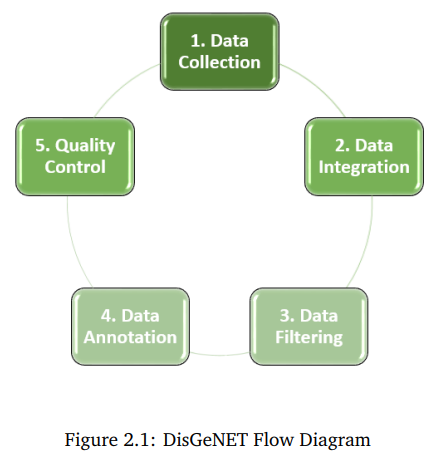 1. Data
Collection
2. Data
Integration
3. Data
Filtering
4. Data
Annotation
5. Quality
Control
Figure 2.1: DisGeNET Flow Diagram